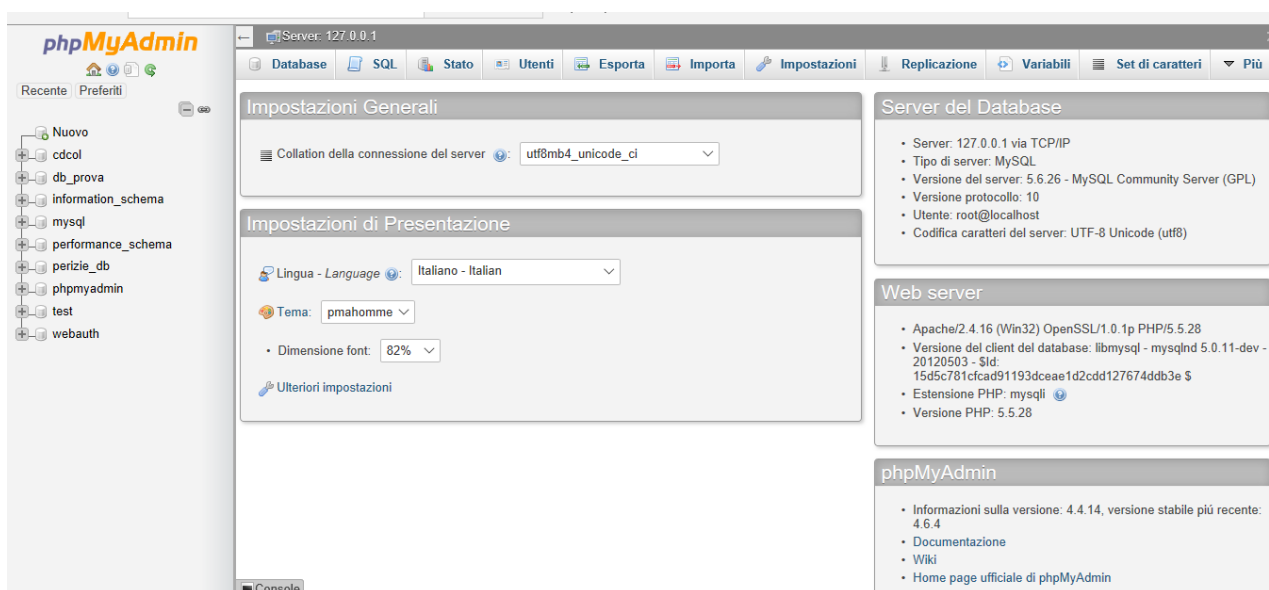 phpMyAdmin
Recente Preferiti
Nuovo
cdcol
db_prova
information_schema
mysql
performance_schema
perizie_db
phpmyadmin
test
webauth
Server: 127.0.0.1
Database SQL Stato Utenti Esporta Importa Impostazioni Replicazione Variabili Set di caratteri Più
Impostazioni Generali
Collation della connessione del server : utf8mb4_unicode_ci
Impostazioni di Presentazione
Lingua - Language : Italiano - Italian
Tema: pmahomme
• Dimensione font: 82%
Ulteriori impostazioni
Server del Database
• Server: 127.0.0.1 via TCP/IP
• Tipo di server: MySQL
• Versione del server: 5.6.26 - MySQL Community Server (GPL)
• Versione protocollo: 10
• Utente: root@localhost
• Codifica caratteri del server: UTF-8 Unicode (utf8)
Web server
• Apache/2.4.16 (Win32) OpenSSL/1.0.1p PHP/5.5.28
• Versione del client del database: libmysql - mysqlnd 5.0.11-dev -
20120503 - $Id:
15d5c781cfcad91193dceae1d2cdd127674ddb3e $
• Estensione PHP: mysqli
• Versione PHP: 5.5.28
phpMyAdmin
• Informazioni sulla versione: 4.4.14, versione stabile piú recente:
4.6.4
• Documentazione
• Wiki
• Home page ufficiale di phpMyAdmin
Console